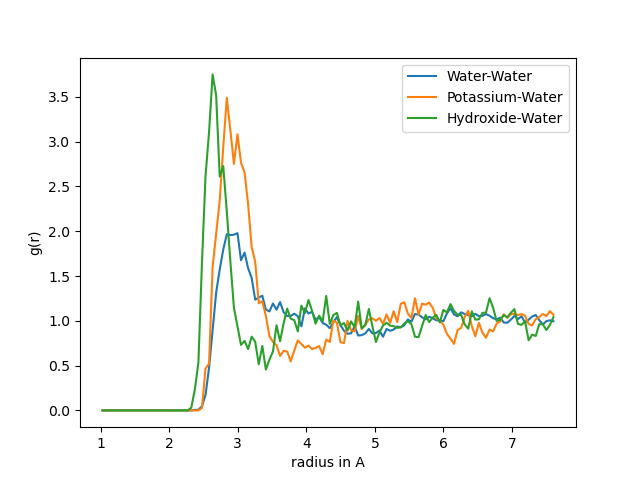 Water-Water
Potassium-Water
Hydroxide-Water
3.5
3.0
2.5
2.0
1.5
1.0
0.5
0.0
g(r)
1 2 3 4 5 6 7
radius in A